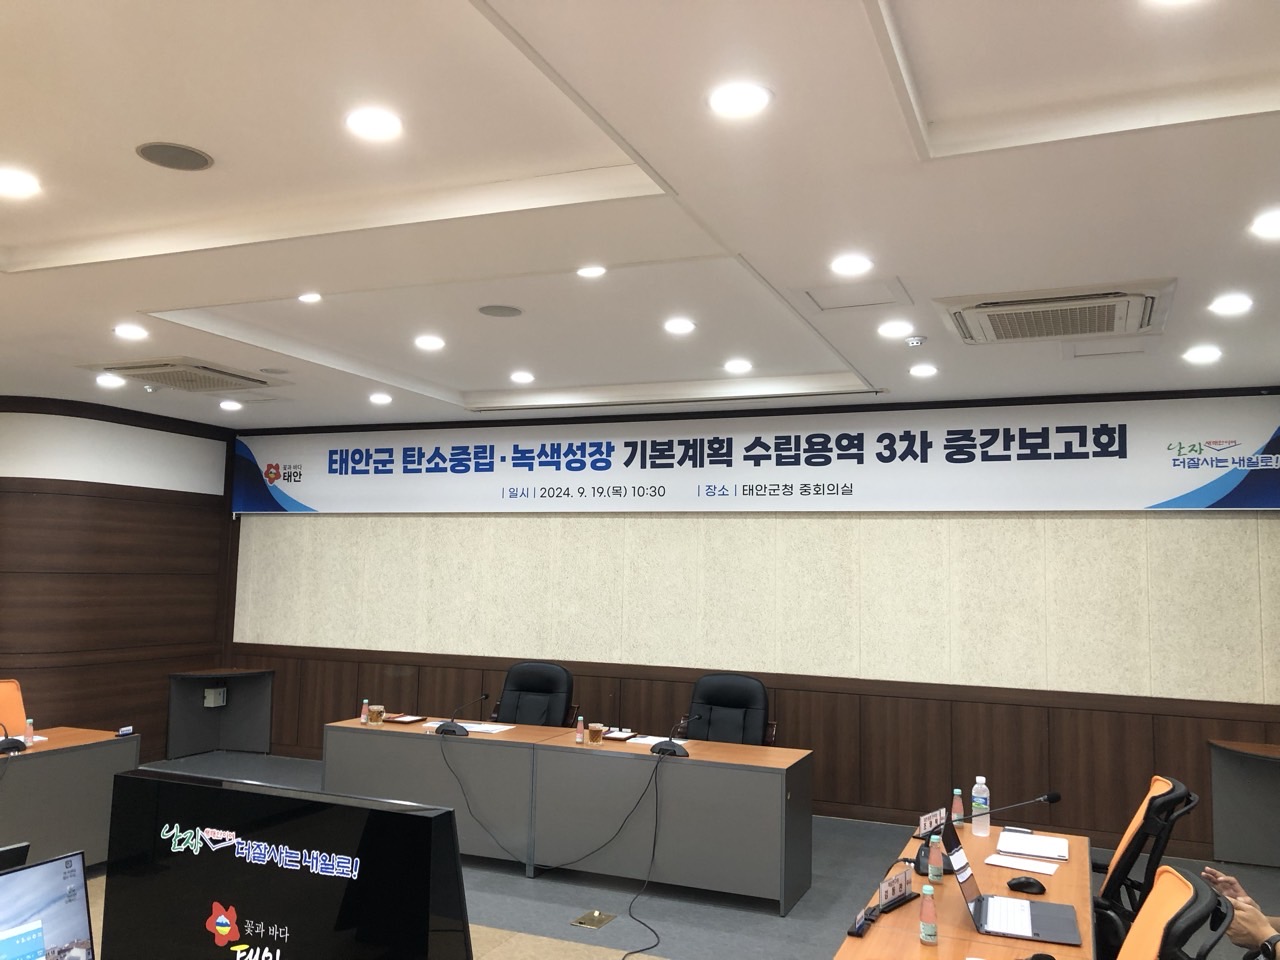 꽃과 바다
태안
태안군 탄소중립·녹색성장 기본계획 수립용역 3차 중간보고회
| 일시 | 2024. 9. 19.(목) 10:30 | 장소 | 태안군청 중회의실
날자
더잘사는 내일로!
날자
더잘사는 내일로!
꽃과 바다
태안